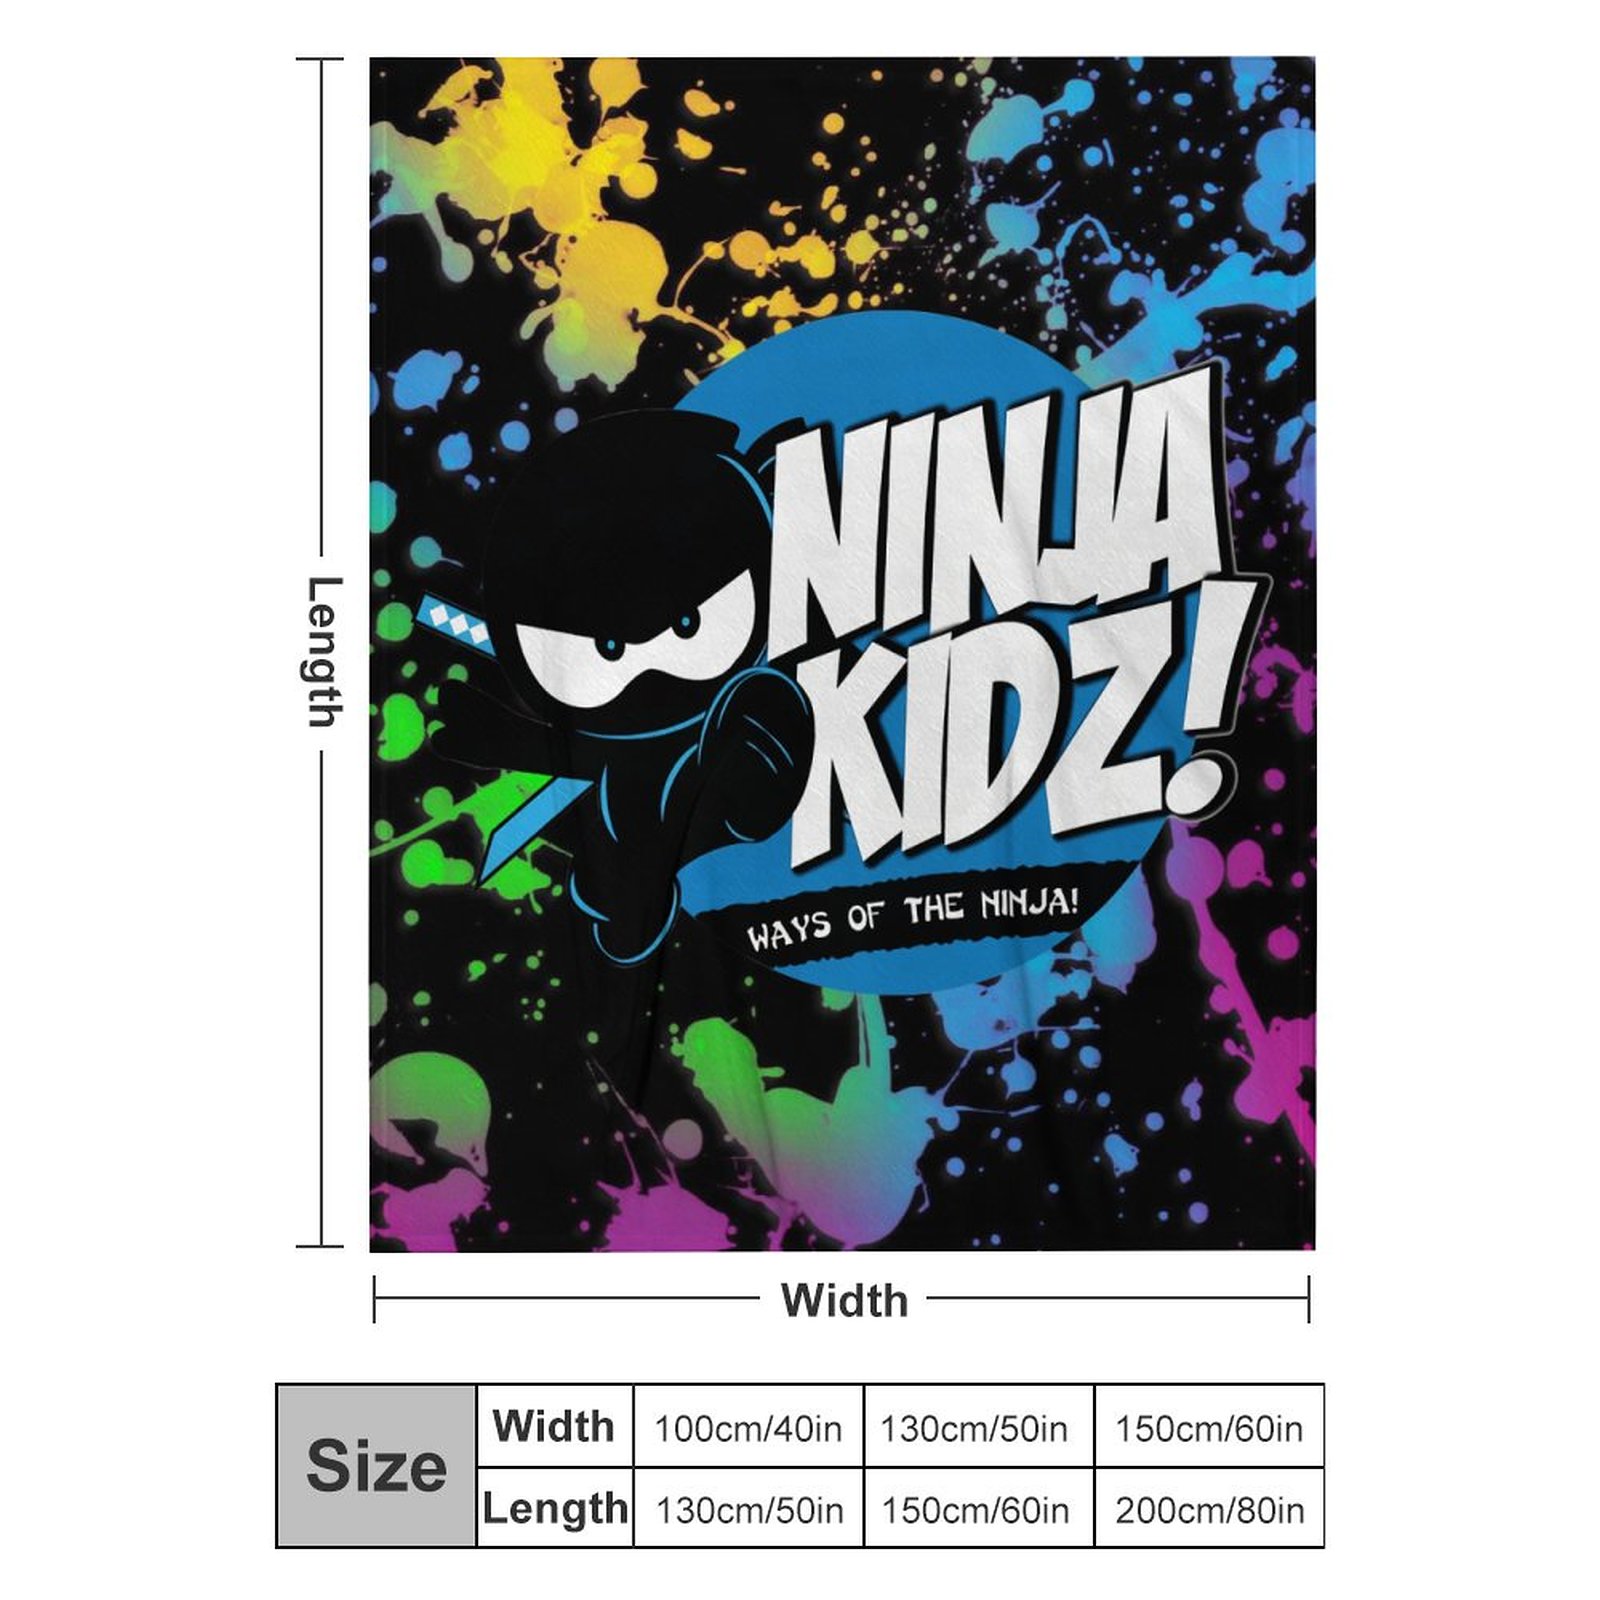 Length
NINJA
KIDZ!
WAYS OF THE NINJA!
Width
Size
Width 100cm/40in 130cm/50in 150cm/60in
Length 130cm/50in 150cm/60in 200cm/80in